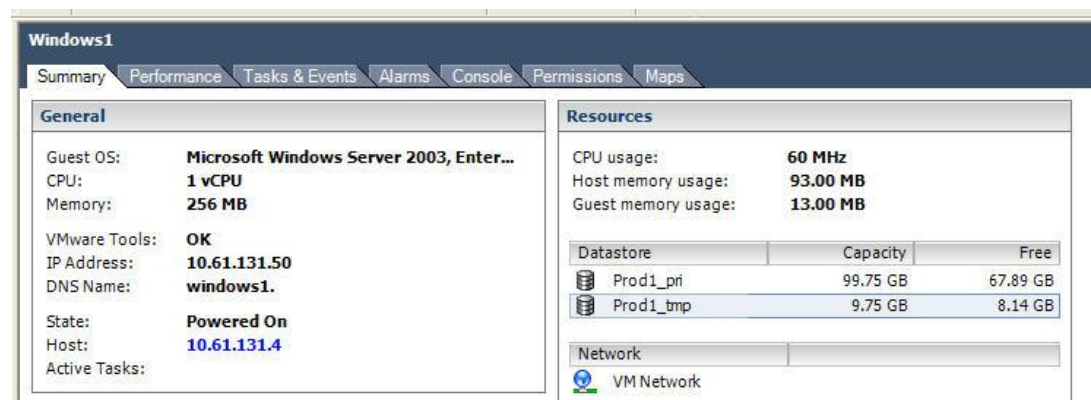 Windows1
Summary Performance Tasks & Events Alarms Console Permissions Maps
General
Guest OS: Microsoft Windows Server 2003, Enter...
CPU: 1 vCPU
Memory: 256 MB
VMware Tools: OK
IP Address: 10.61.131.50
DNS Name: windows1.
State: Powered On
Host: 10.61.131.4
Active Tasks:
Resources
CPU usage: 60 MHz
Host memory usage: 93.00 MB
Guest memory usage: 13.00 MB
Datastore Capacity Free
Prod1_pri 99.75 GB 67.89 GB
Prod1_tmp 9.75 GB 8.14 GB
Network
VM Network